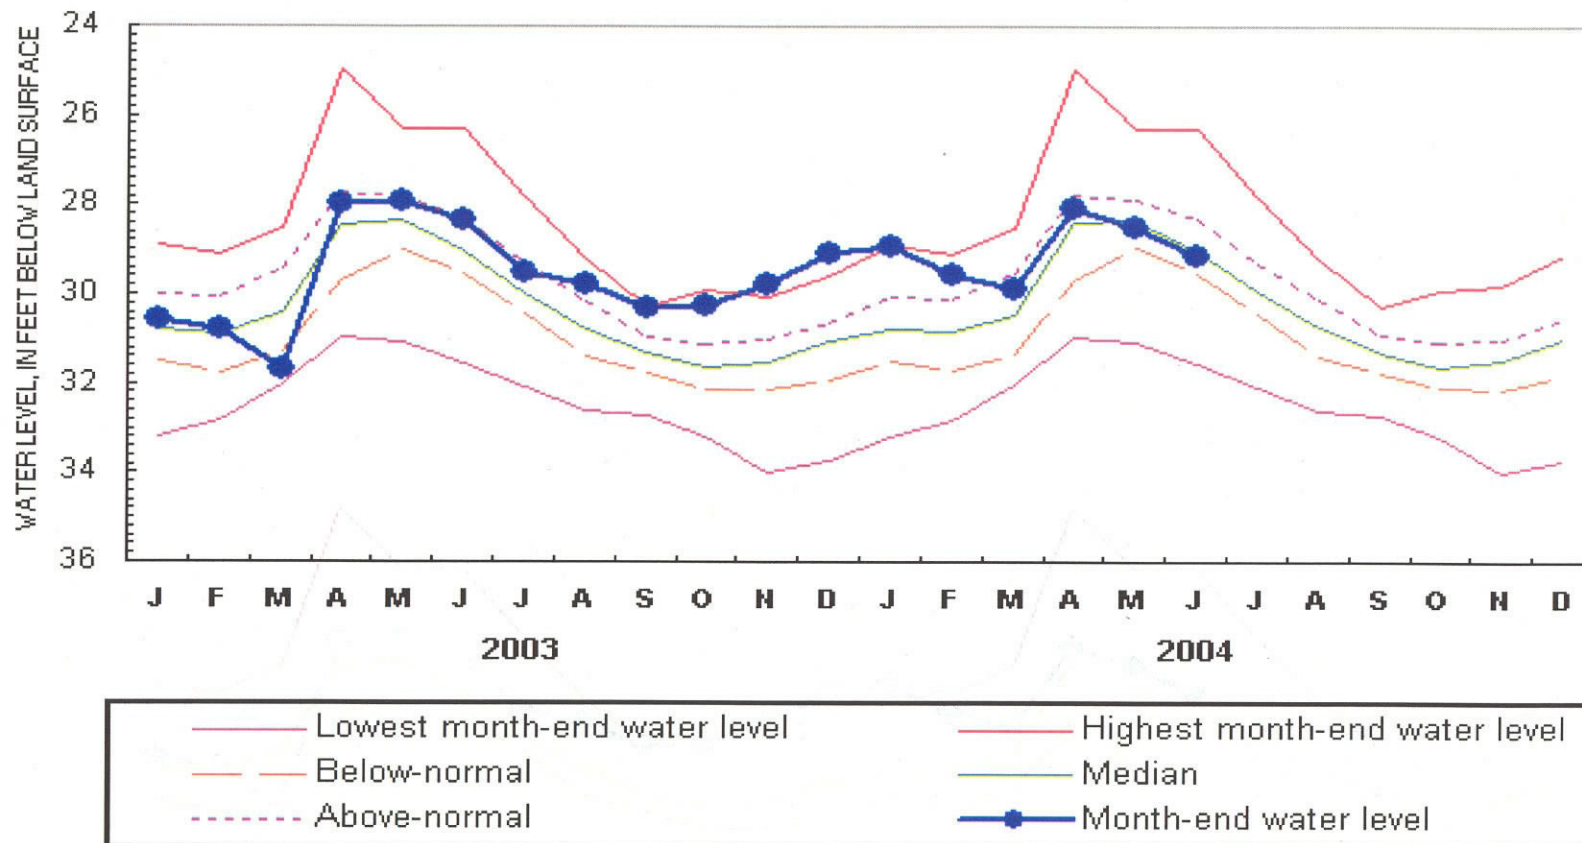 WATER LEVEL, IN FEET BELOW LAND SURFACE
24
26
28
30
32
34
36
J F M A M J J A S O N D J F M A M J J A S O N D
2003 2004
Lowest month-end water level Highest month-end water level
Below-normal Median
Above-normal Month-end water level